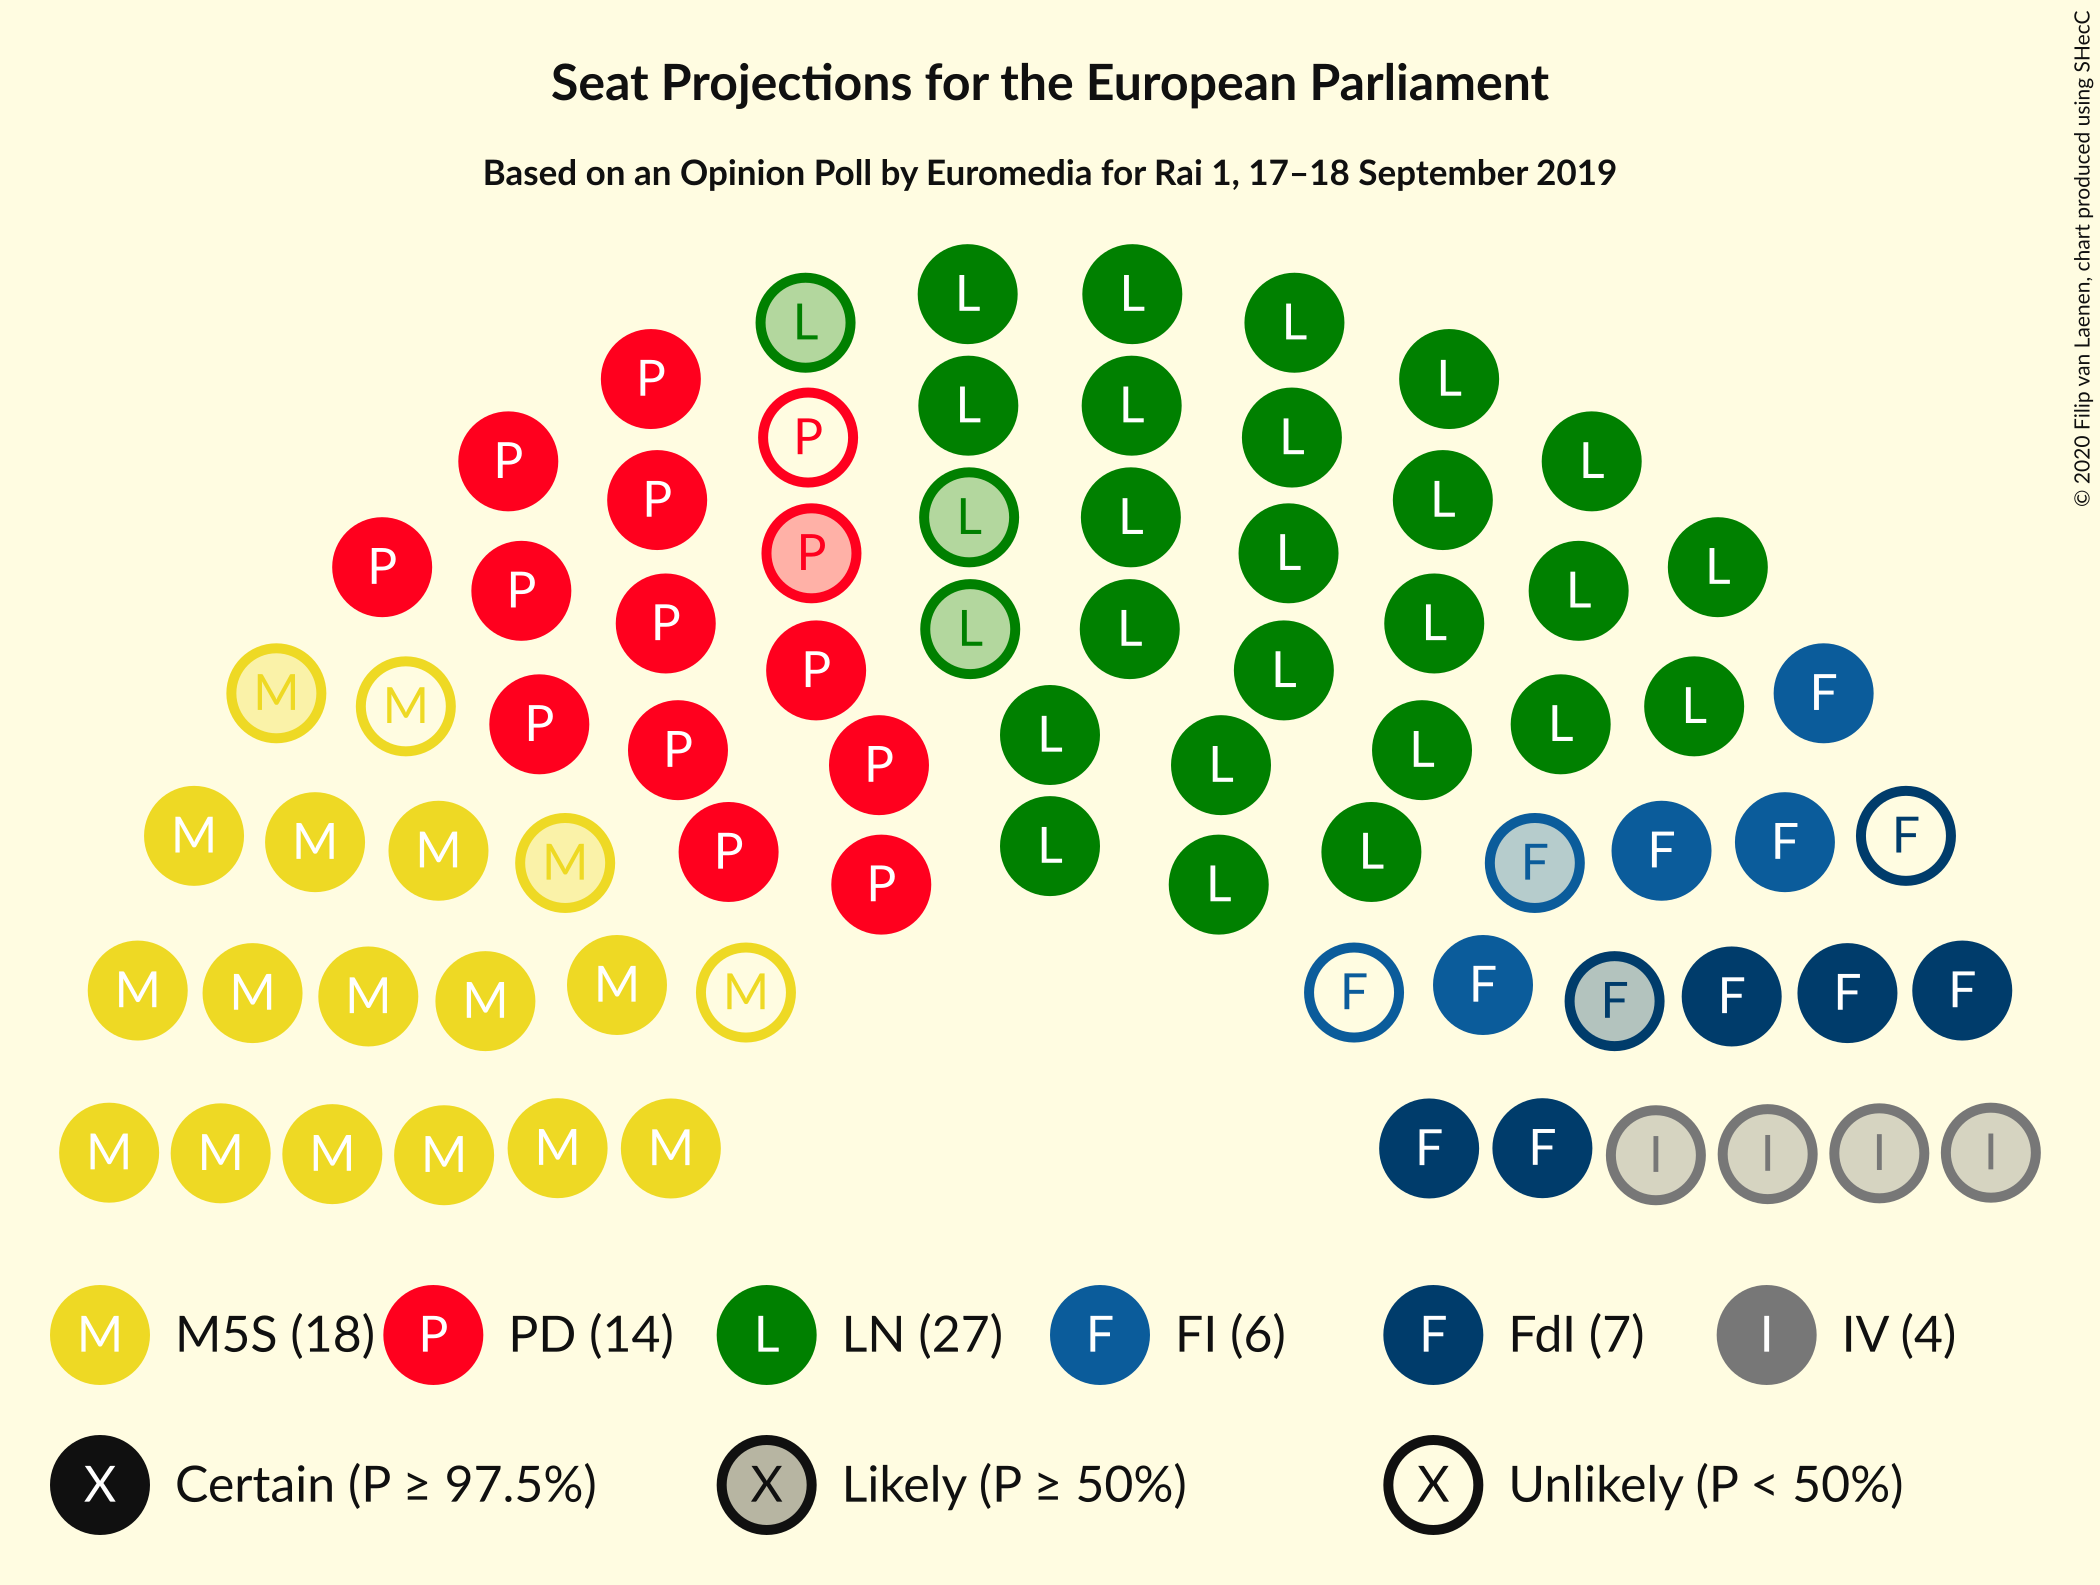 Seat Projections for the European Parliament
Based on an Opinion Poll by Euromedia for Rai 1, 17–18 September 2019
© 2020 Filip van Laenen, chart produced using SHecC
L L
L L
P L
L L
P L L
P P L L
P P L
L L
P L
P L
P P L L
L L
P L
M M P P P L L L L L F
M M M M P P L L L L F F F F
M M M M M M F F F F F F
M M M M M M F F I I I I
M M5S (18) P PD (14) L LN (27) F FI (6) F FdI (7) I IV (4)
X Certain (P ≥ 97.5%) X Likely (P ≥ 50%) X Unlikely (P < 50%)